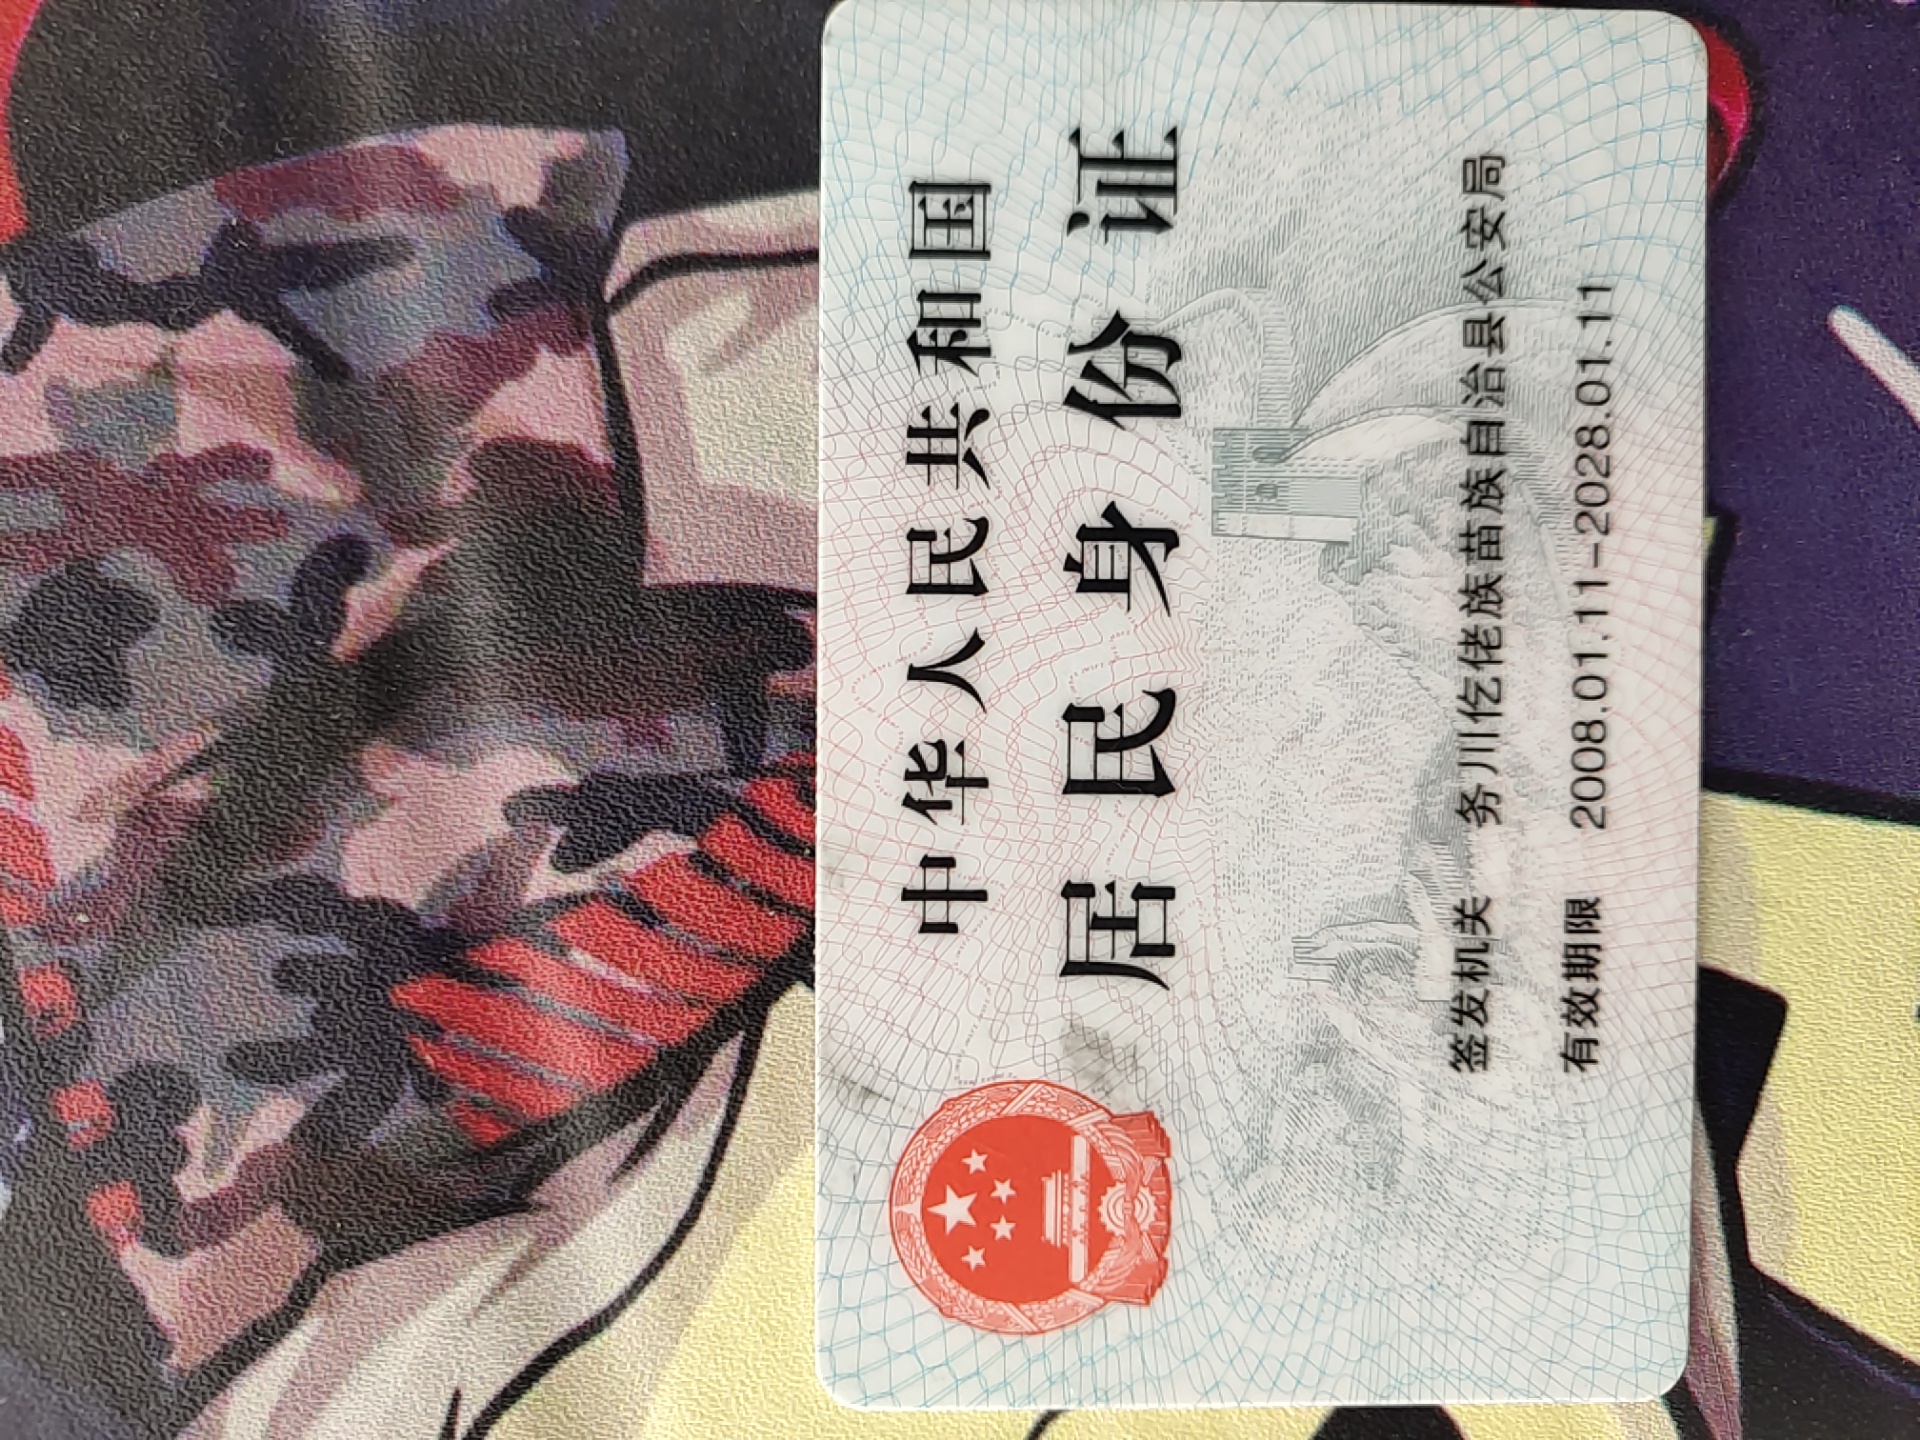 中华人民共和国
居民身份证
签发机关 务川仡佬族苗族自治县公安局
有效期限 2008.01.11-2028.01.11